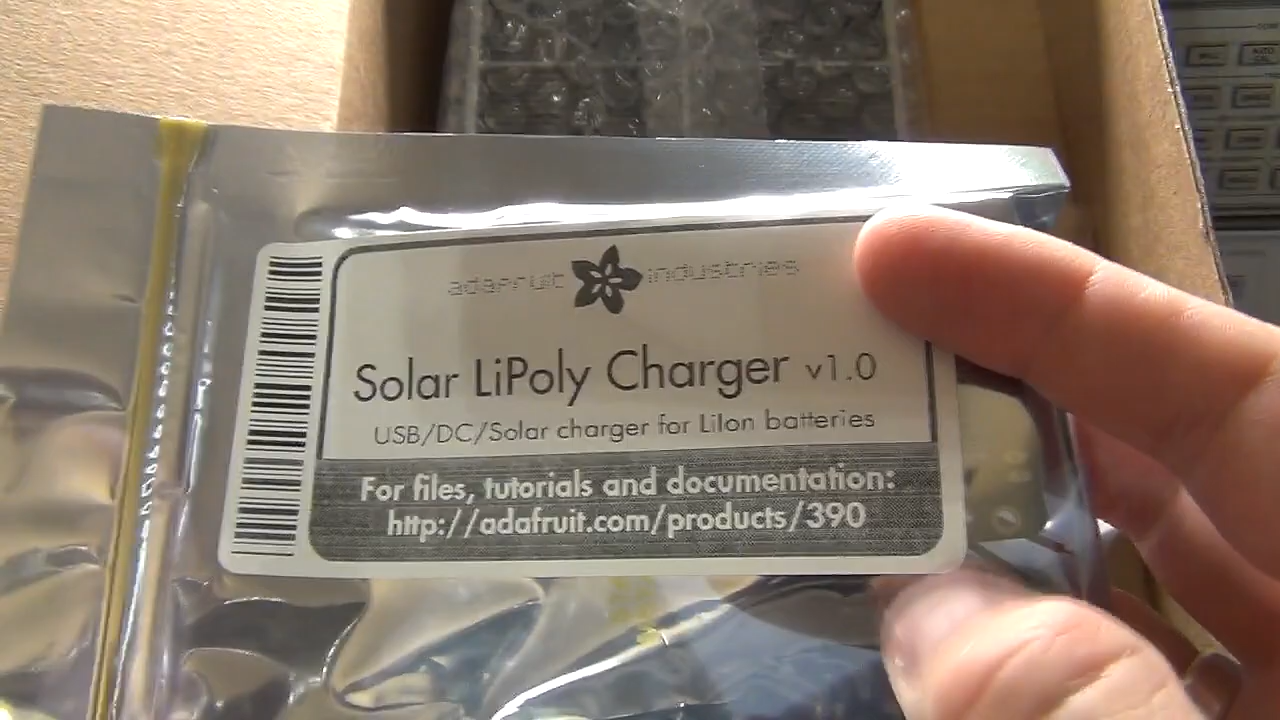 adafruit industries
Solar LiPoly Charger v1.0
USB/DC/Solar charger for LiIon batteries
For files, tutorials and documentation:
http://adafruit.com/products/390